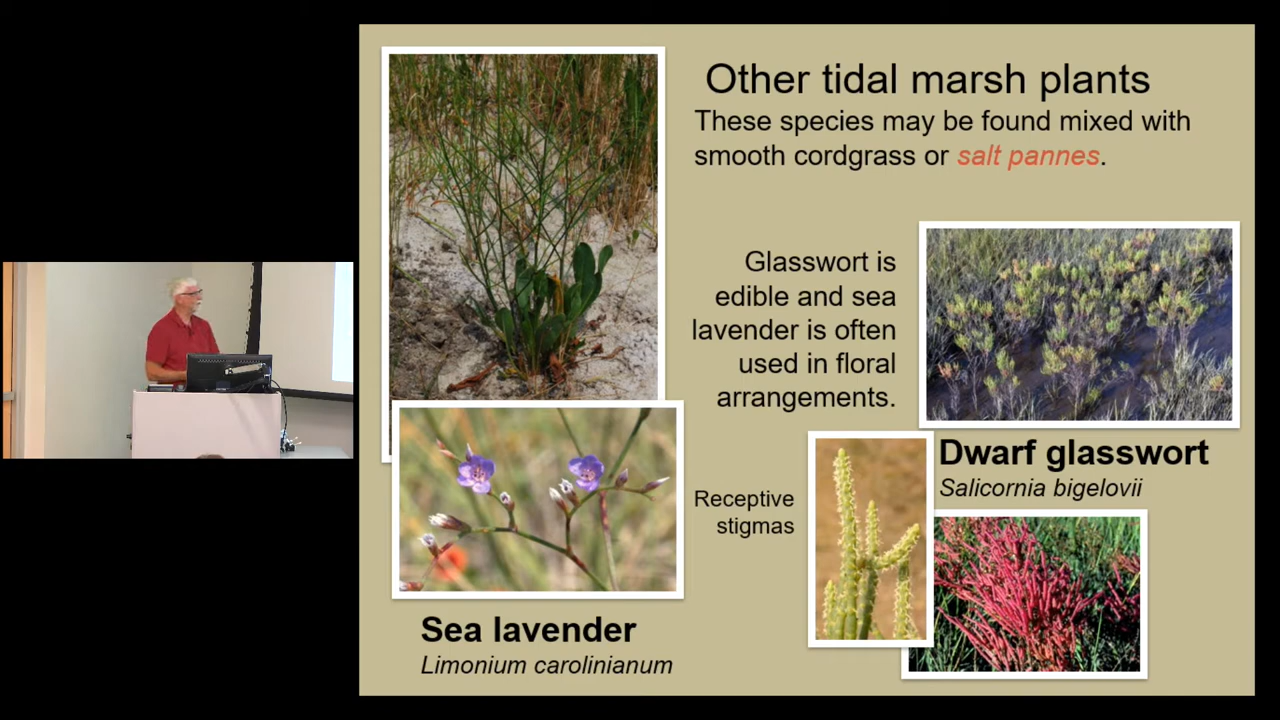 Other tidal marsh plants
These species may be found mixed with
smooth cordgrass or salt pannes.
Glasswort is
edible and sea
lavender is often
used in floral
arrangements.
Dwarf glasswort
Salicornia bigelovii
Receptive
stigmas
Sea lavender
Limonium carolinianum